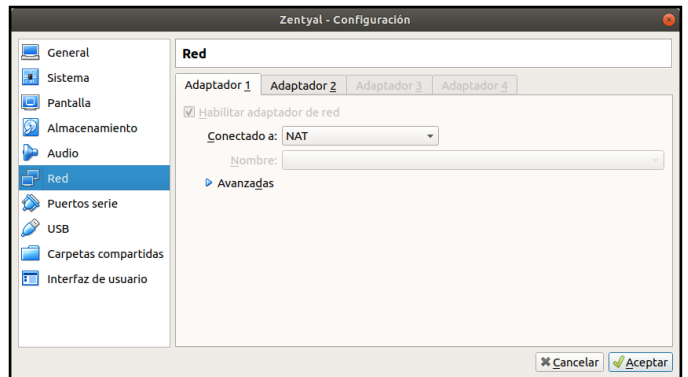 Zentyal - Configuración
General
Sistema
Pantalla
Almacenamiento
Audio
Red
Puertos serie
USB
Carpetas compartidas
Interfaz de usuario
Red
Adaptador 1 Adaptador 2 Adaptador 3 Adaptador 4
Habilitar adaptador de red
Conectado a: NAT
Nombre:
Avanzadas
Cancelar Aceptar